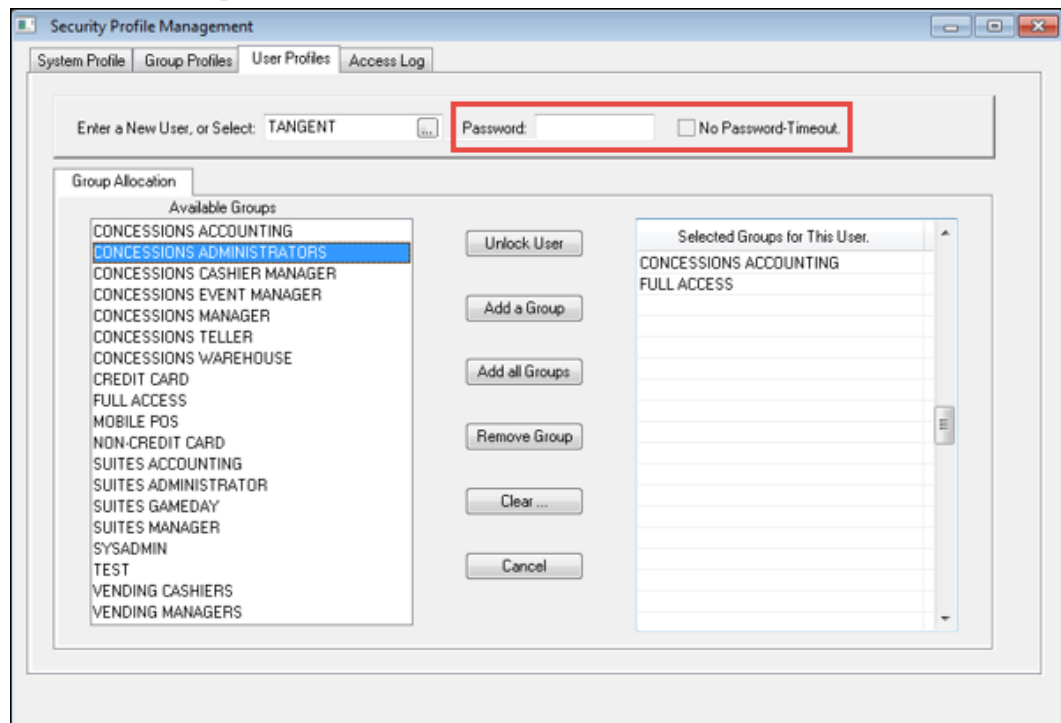 Security Profile Management
System Profile Group Profiles User Profiles Access Log
Enter a New User, or Select: TANGENT ... Password: No Password-Timeout.
Group Allocation
Available Groups
CONCESSIONS ACCOUNTING
CONCESSIONS ADMINISTRATORS
CONCESSIONS CASHIER MANAGER
CONCESSIONS EVENT MANAGER
CONCESSIONS MANAGER
CONCESSIONS TELLER
CONCESSIONS WAREHOUSE
CREDIT CARD
FULL ACCESS
MOBILE POS
NON-CREDIT CARD
SUITES ACCOUNTING
SUITES ADMINISTRATOR
SUITES GAMEDAY
SUITES MANAGER
SYSADMIN
TEST
VENDING CASHIERS
VENDING MANAGERS
Unlock User
Add a Group
Add all Groups
Remove Group
Clear ...
Cancel
Selected Groups for This User.
CONCESSIONS ACCOUNTING
FULL ACCESS